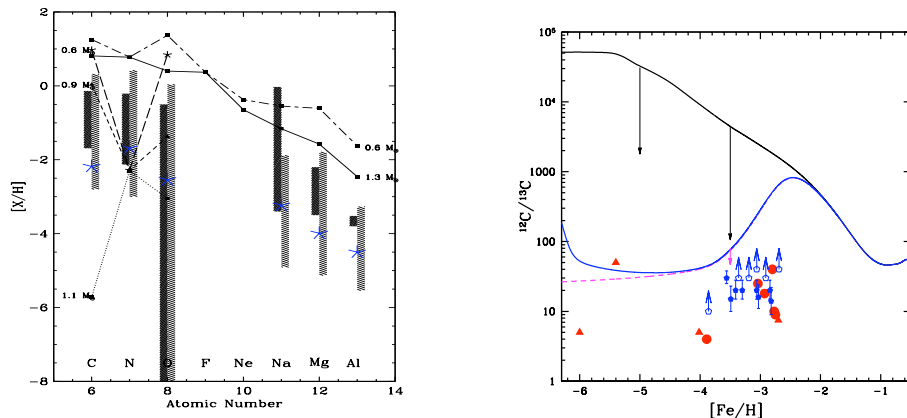 2
0
-2
-4
-6
-8
[X/H]
0.6 M
0.9 M
1.1 M
0.6 M
1.3 M
C N O F Ne Na Mg Al
4 6 8 10 12 14
Atomic Number
10⁵
10⁴
1000
100
10
1
¹²C/¹³C
-6 -5 -4 -3 -2 -1
[Fe/H]